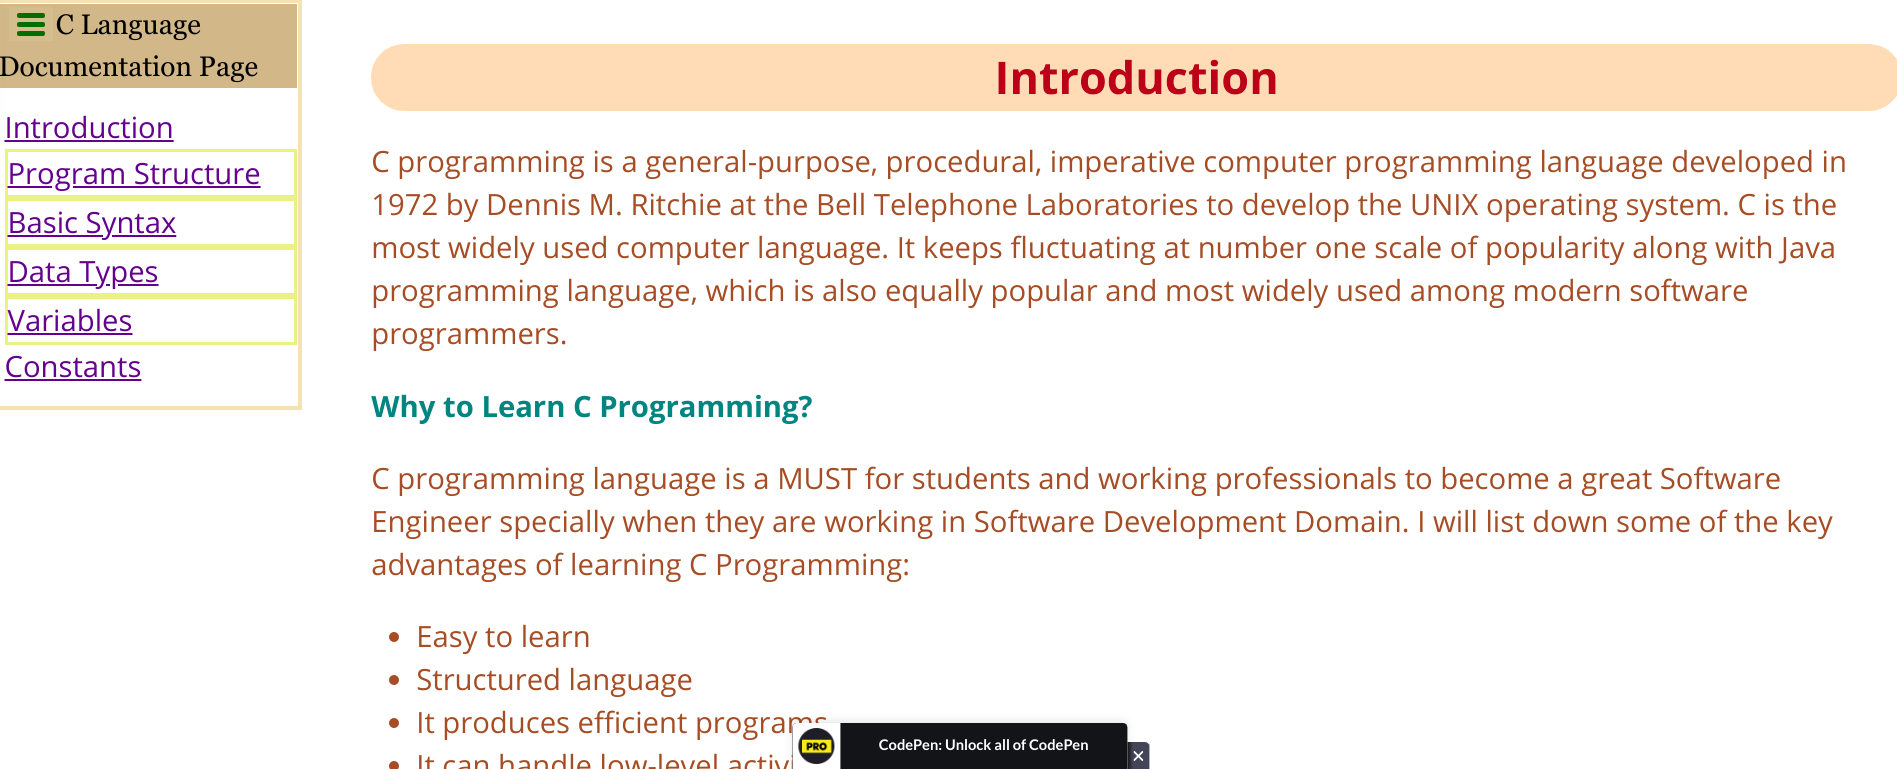 C Language
Documentation Page
Introduction
Program Structure
Basic Syntax
Data Types
Variables
Constants
Introduction
C programming is a general-purpose, procedural, imperative computer programming language developed in
1972 by Dennis M. Ritchie at the Bell Telephone Laboratories to develop the UNIX operating system. C is the
most widely used computer language. It keeps fluctuating at number one scale of popularity along with Java
programming language, which is also equally popular and most widely used among modern software
programmers.
Why to Learn C Programming?
C programming language is a MUST for students and working professionals to become a great Software
Engineer specially when they are working in Software Development Domain. I will list down some of the key
advantages of learning C Programming:
• Easy to learn
• Structured language
• It produces efficient programs
• It can handle low-level
PRO
CodePen: Unlock all of CodePen